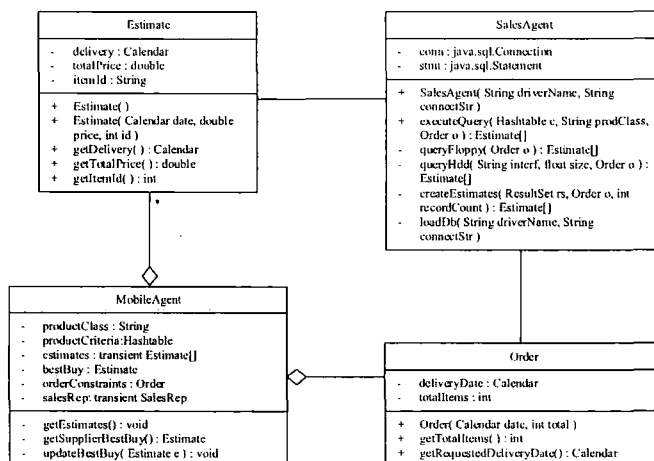 Estimate
- delivery : Calendar
- totalPrice : double
- itemId : String
+ Estimate( )
+ Estimate( Calendar date, double
price, int id )
+ getDelivery( ) : Calendar
+ getTotalPrice( ) : double
+ getItemId( ) : int
*
SalesAgent
- conn : java.sql.Connection
- stmt : java.sql.Statement
+ SalesAgent( String driverName, String
connectStr )
+ executeQuery( Hashtable c, String prodClass,
Order o ) : Estimate[]
- queryFloppy( Order o ) : Estimate[]
- queryHdd( String interf, float size, Order o ) :
Estimate[]
- createEstimates( ResultSet rs, Order o, int
recordCount ) : Estimate[]
- loadDb( String driverName, String
connectStr )
MobileAgent
- productClass : String
- productCriteria:Hashtable
- estimates : transient Estimate[]
- bestBuy : Estimate
- orderConstraints : Order
- salesRep: transient SalesRep
- getEstimates() : void
- getSupplierBestBuy() : Estimate
- updateBestBuy( Estimate e ) : void
Order
- deliveryDate : Calendar
- totalItems : int
+ Order( Calendar date, int total )
+ getTotalItems( ) : int
+ getRequestedDeliveryDate() : Calendar